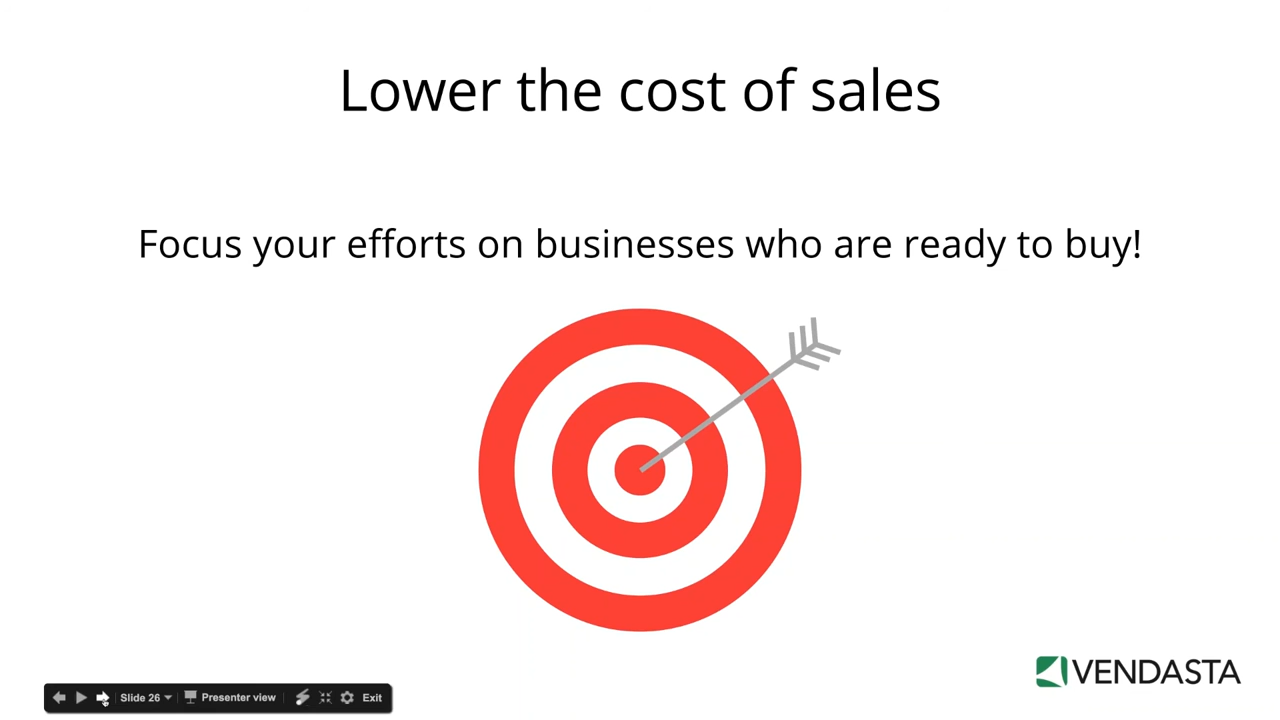 Lower the cost of sales
Focus your efforts on businesses who are ready to buy!
VENDASTA
Slide 26 Presenter view Exit